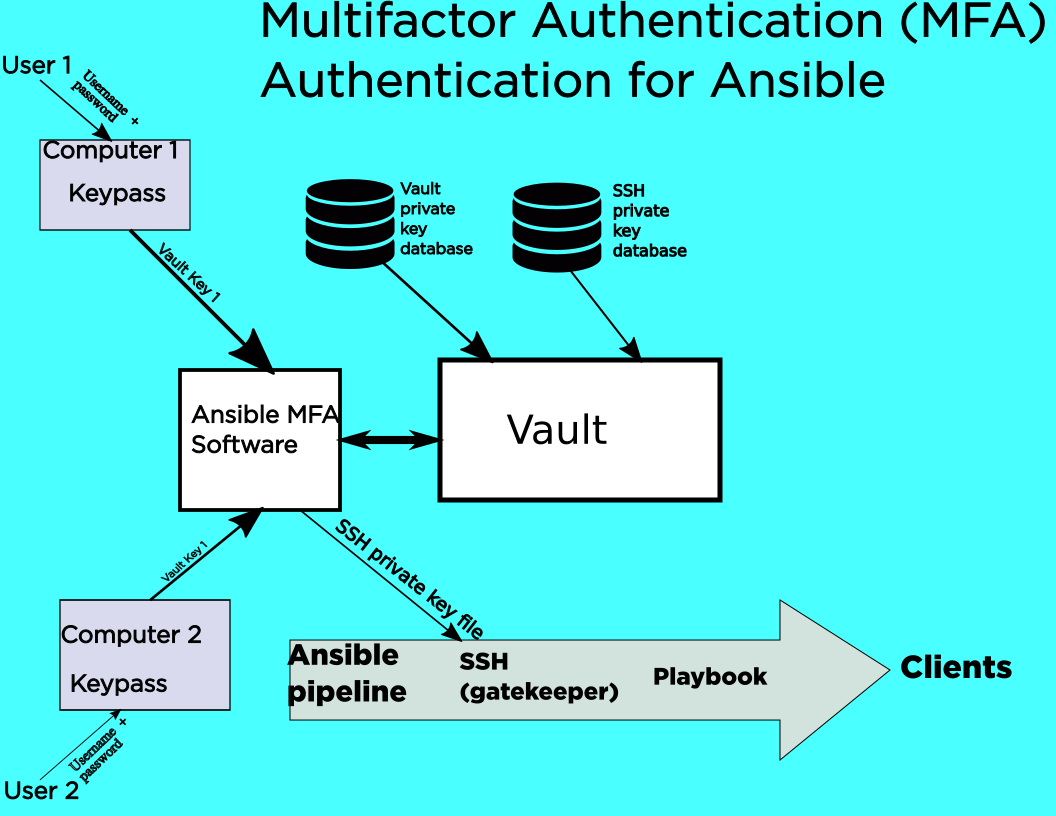 Multifactor Authentication (MFA)
Authentication for Ansible
User 1
Username +
password
Computer 1
Keypass
Vault Key 1
Vault
private
key
database
SSH
private
key
database
Ansible MFA
Software
Vault
SSH private key file
Vault Key 1
Computer 2
Keypass
Username +
password
User 2
Ansible
pipeline
SSH
(gatekeeper)
Playbook
Clients